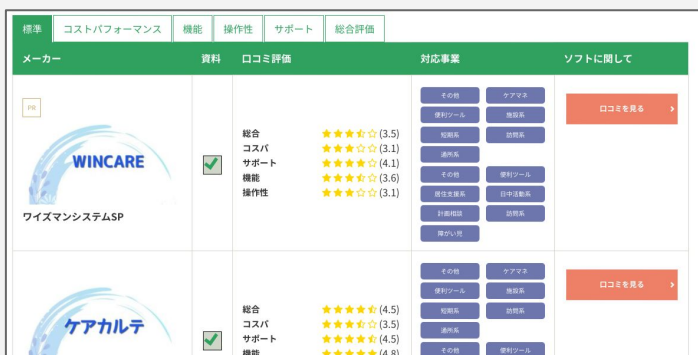 標準 コストパフォーマンス 機能 操作性 サポート 総合評価
メーカー 資料 口コミ評価 対応事業 ソフトに関して
PR
WINCARE
ワイズマンシステムSP
総合 ★★★☆☆ (3.5)
コスパ ★★★☆☆ (3.1)
サポート ★★★★☆ (4.1)
機能 ★★★☆☆ (3.6)
操作性 ★★★☆☆ (3.1)
その他 ケアマネ
便利ツール 施設系
短期系 訪問系
通所系
その他 便利ツール
居住支援系 日中活動系
計画相談 訪問系
障がい児
口コミを見る
ケアカルテ
総合 ★★★★☆ (4.5)
コスパ ★★★☆☆ (3.5)
サポート ★★★★☆ (4.5)
機能 ★★★★★ (4.8)
その他 ケアマネ
便利ツール 施設系
短期系 訪問系
通所系
その他 便利ツール
口コミを見る